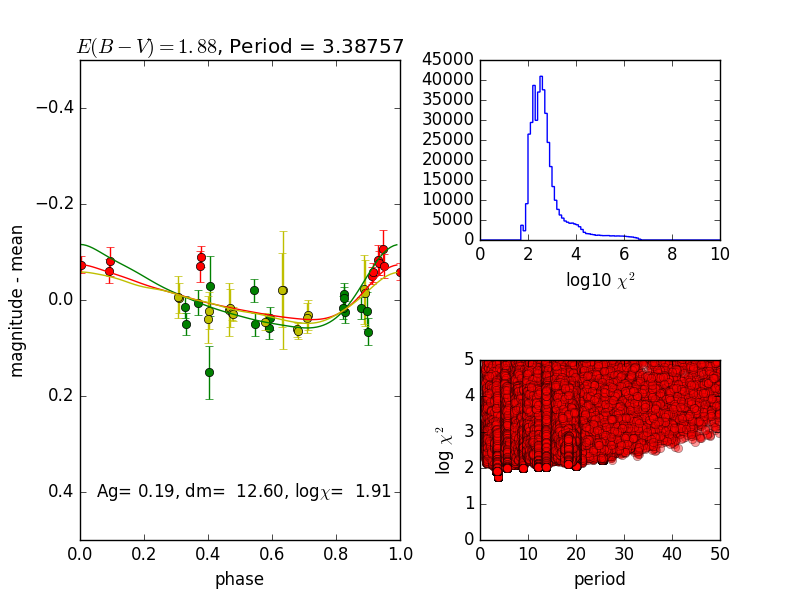 E(B−V)=1.88, Period = 3.38757
magnitude - mean
−0.4
−0.2
0.0
0.2
0.4
Ag= 0.19, dm= 12.60, logχ= 1.91
0.0 0.2 0.4 0.6 0.8 1.0
phase
45000
40000
35000
30000
25000
20000
15000
10000
5000
0
0 2 4 6 8 10
log10 χ²
log χ²
5
4
3
2
1
0
0 10 20 30 40 50
period